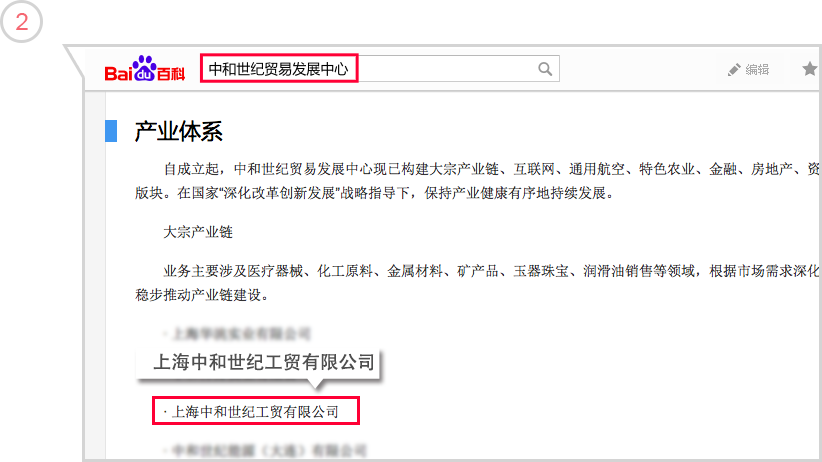 2
Bai du 百科
中和世纪贸易发展中心
编辑
产业体系
自成立起，中和世纪贸易发展中心现已构建大宗产业链、互联网、通用航空、特色农业、金融、房地产、资
版块。在国家“深化改革创新发展”战略指导下，保持产业健康有序地持续发展。
大宗产业链
业务主要涉及医疗器械、化工原料、金属材料、矿产品、玉器珠宝、润滑油销售等领域，根据市场需求深化
稳步推动产业链建设。
上海中和世纪工贸有限公司
· 上海中和世纪工贸有限公司